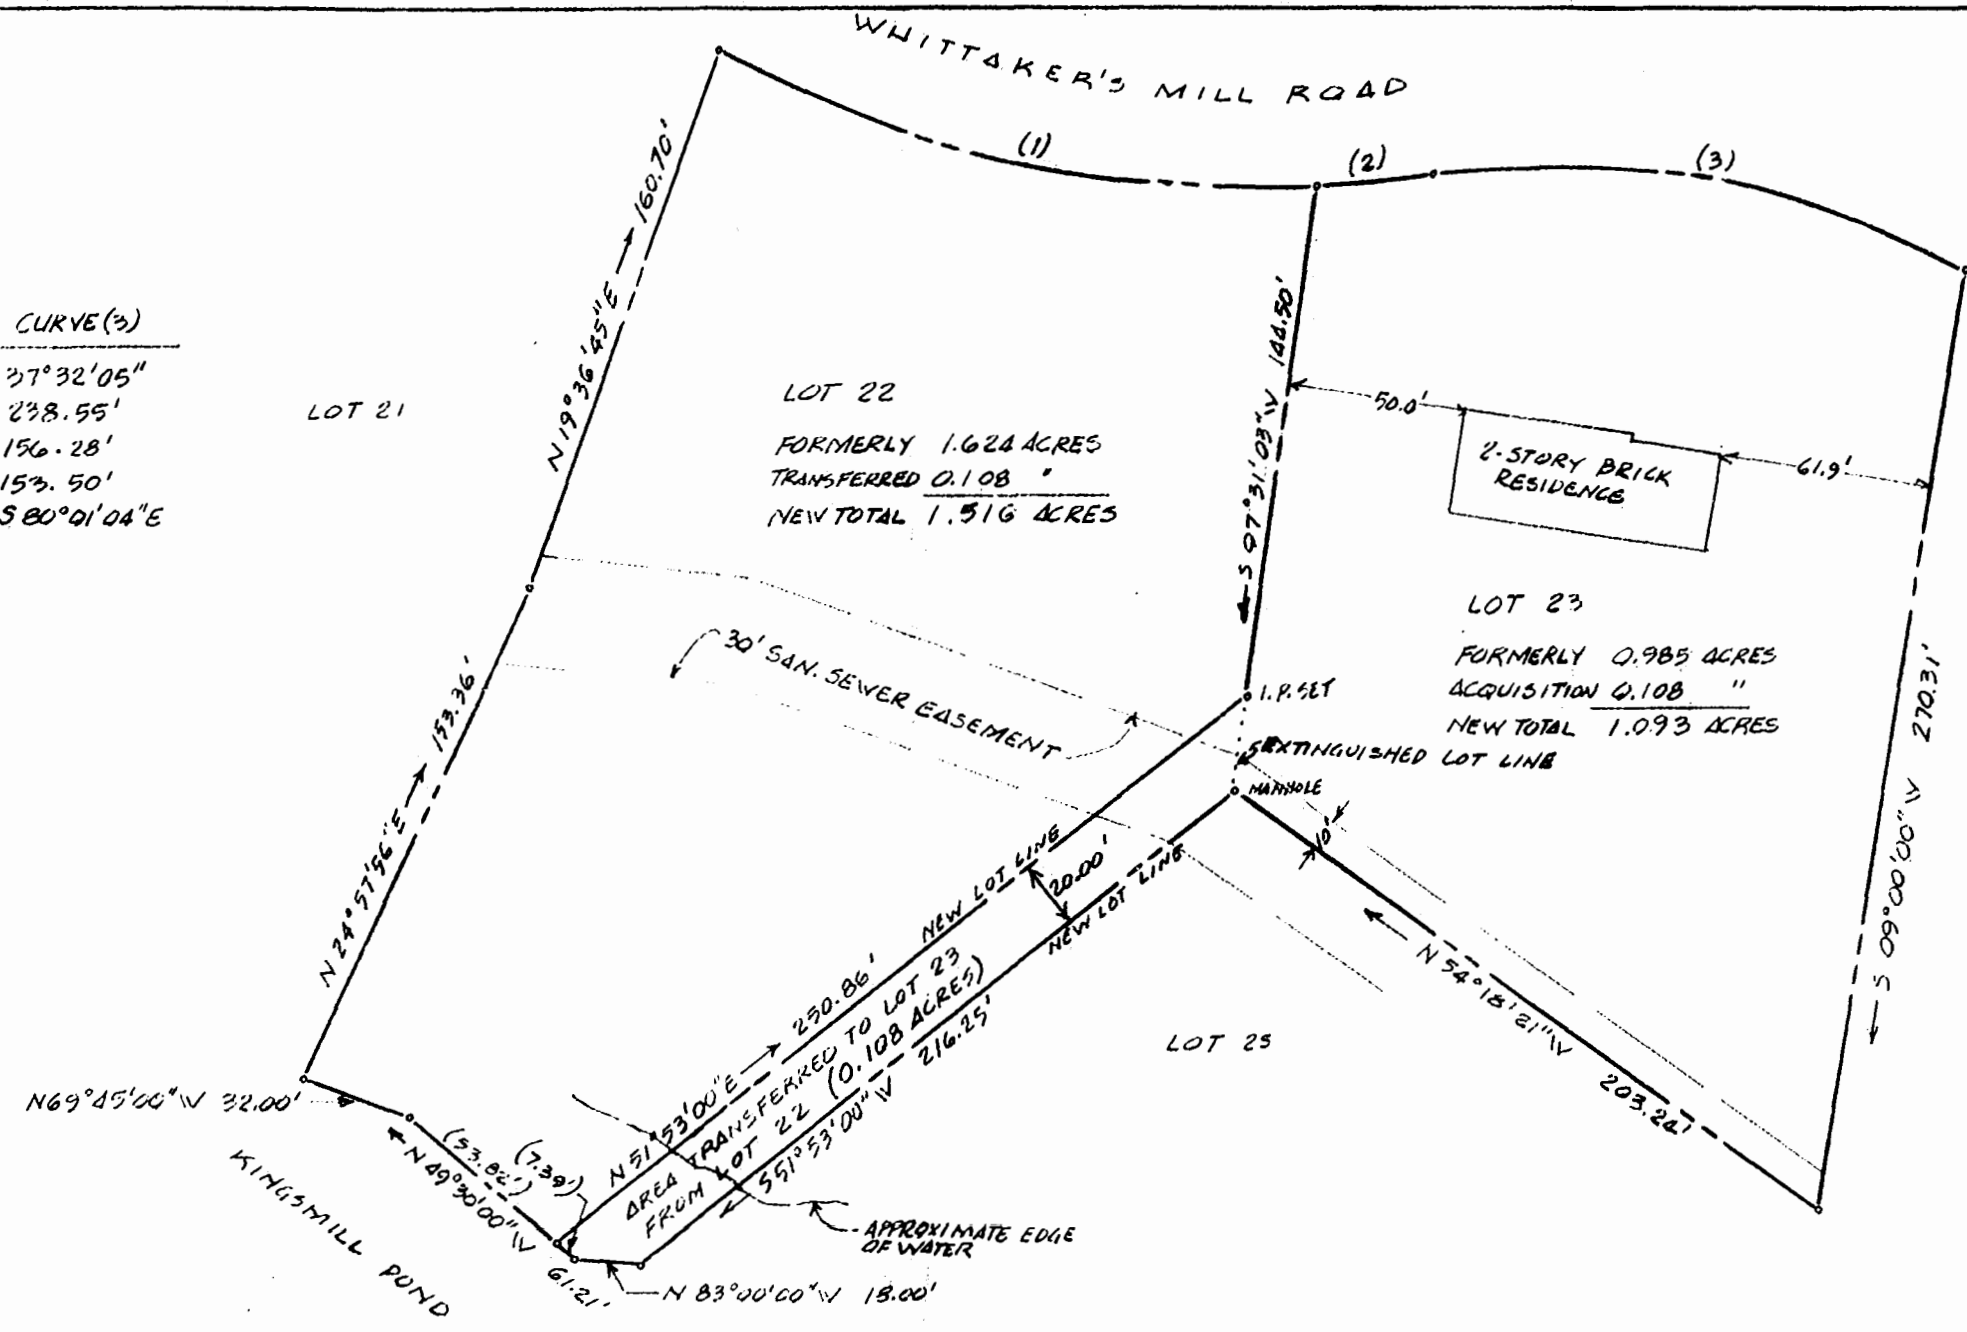 WHITTAKER'S MILL ROAD
(1)
(2)
(3)
160.70'
N 19°36'45"E
144.50'
S 07°31'03"W
CURVE (3)
37°32'05"
238.55'
156.28'
153.50'
S 80°01'04"E
LOT 21
LOT 22
FORMERLY 1.624 ACRES
TRANSFERRED 0.108 "
NEW TOTAL 1.516 ACRES
50.0'
2-STORY BRICK
RESIDENCE
61.9'
LOT 23
FORMERLY 0.985 ACRES
ACQUISITION 0.108 "
NEW TOTAL 1.093 ACRES
S 09°00'00"W 270.31'
30' SAN. SEWER EASEMENT
I.P. SET
EXTINGUISHED LOT LINE
MANHOLE
10'
153.36'
N 24°57'56"E
NEW LOT LINE
20.00'
NEW LOT LINE
N 54°18'21"W
203.24'
N 51°53'00"E 250.86'
AREA TRANSFERRED TO LOT 23
FROM LOT 22 (0.108 ACRES)
S 51°53'00"W 216.25'
LOT 25
N69°45'00"W 32.00'
(53.82')
(7.39')
N 49°30'00"W
61.21'
KINGSMILL POND
APPROXIMATE EDGE
OF WATER
N 83°00'00"W 18.00'